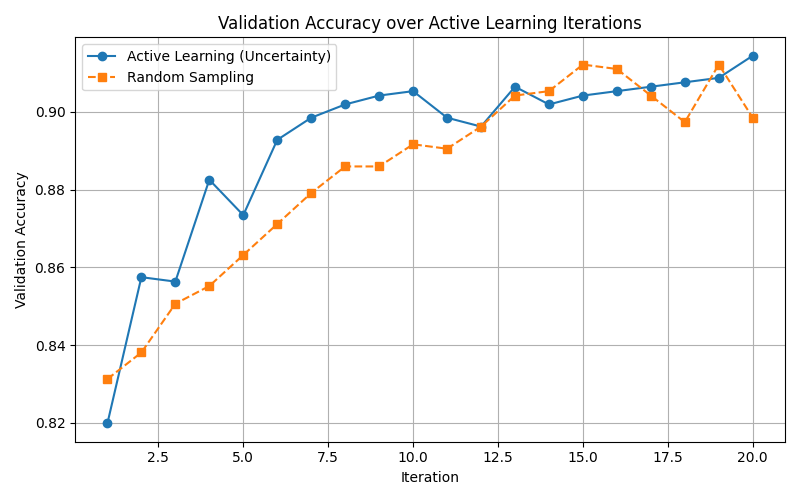 Validation Accuracy over Active Learning Iterations
Active Learning (Uncertainty)
Random Sampling
Validation Accuracy
0.90
0.88
0.86
0.84
0.82
2.5 5.0 7.5 10.0 12.5 15.0 17.5 20.0
Iteration